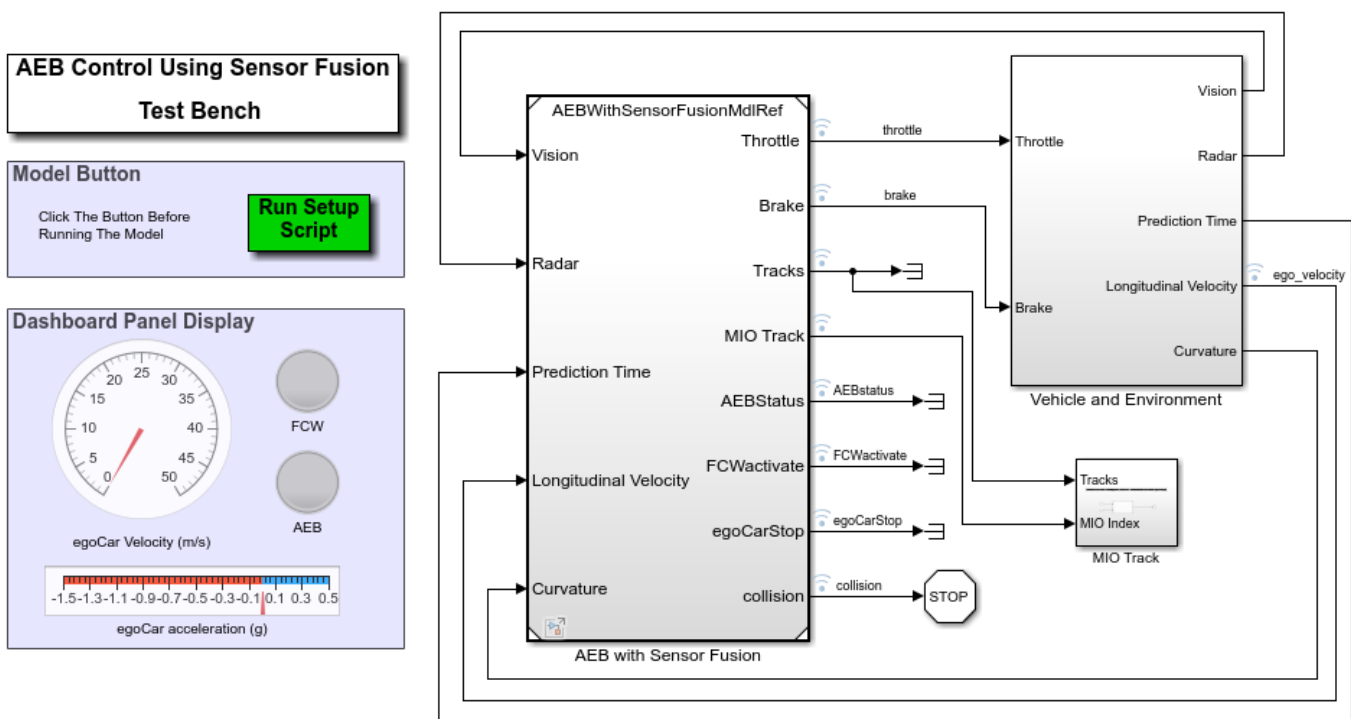 AEB Control Using Sensor Fusion
Test Bench
Model Button
Click The Button Before
Running The Model
Run Setup
Script
Dashboard Panel Display
0
5
10
15
20
25
30
35
40
45
50
egoCar Velocity (m/s)
FCW
AEB
-1.5
-1.3
-1.1
-0.9
-0.7
-0.5
-0.3
-0.1
0.1
0.3
0.5
egoCar acceleration (g)
AEBWithSensorFusionMdlRef
Vision
Radar
Prediction Time
Longitudinal Velocity
Curvature
Throttle
Brake
Tracks
MIO Track
AEBStatus
FCWactivate
egoCarStop
collision
AEB with Sensor Fusion
throttle
brake
AEBstatus
FCWactivate
egoCarStop
collision
STOP
Throttle
Brake
Vision
Radar
Prediction Time
Longitudinal Velocity
Curvature
Vehicle and Environment
ego_velocity
Tracks
MIO Index
MIO Track